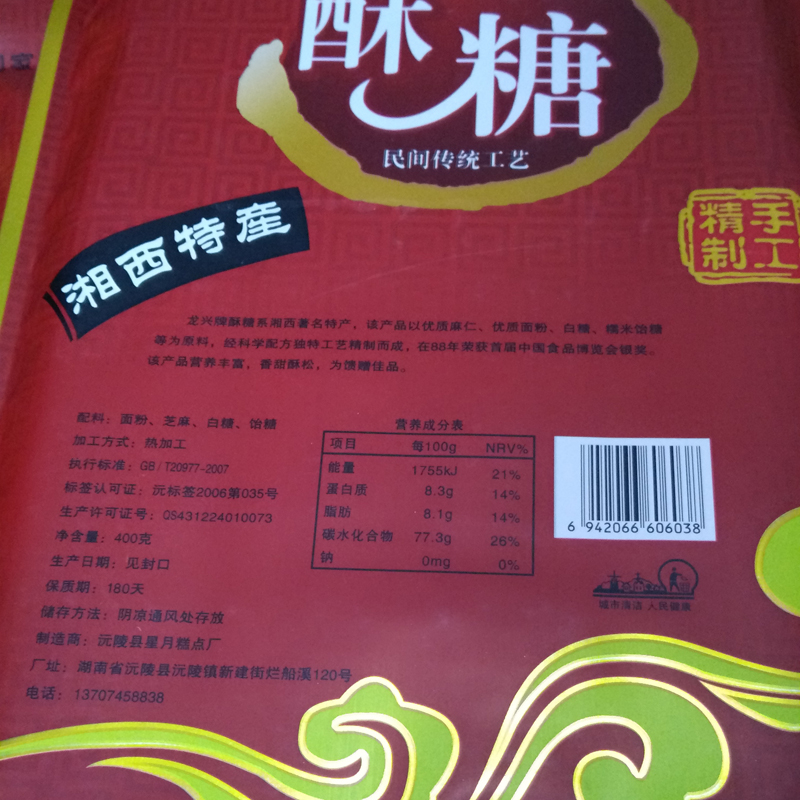 酥糖
民间传统工艺
手工
精制
湘西特産
龙兴牌酥糖系湘西著名特产，该产品以优质麻仁、优质面粉、白糖、糯米饴糖
等为原料，经科学配方独特工艺精制而成，在88年荣获首届中国食品博览会银奖。
该产品营养丰富，香甜酥松，为馈赠佳品。
配料：面粉、芝麻、白糖、饴糖
加工方式：热加工
执行标准：GB/T20977-2007
标签认可证：沅标签2006第035号
生产许可证号：QS431224010073
净含量：400克
生产日期：见封口
保质期：180天
储存方法：阴凉通风处存放
制造商：沅陵县星月糕点厂
厂址：湖南省沅陵县沅陵镇新建街烂船溪120号
电话：13707458838
营养成分表
项目 每100g NRV%
能量 1755kJ 21%
蛋白质 8.3g 14%
脂肪 8.1g 14%
碳水化合物 77.3g 26%
钠 0mg 0%
6 942066 606038
城市清洁 人民健康